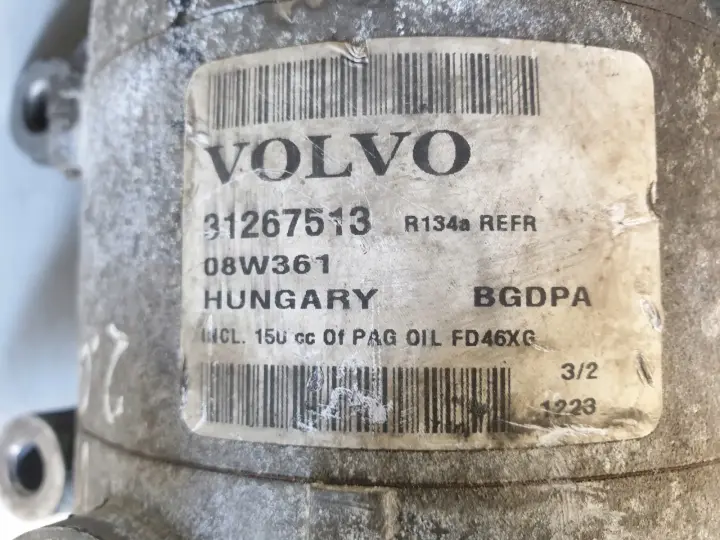 VOLVO
31267513 R134a REFR
08W361
HUNGARY BGDPA
INCL. 150 cc Of PAG OIL FD46XG
3/2
1223